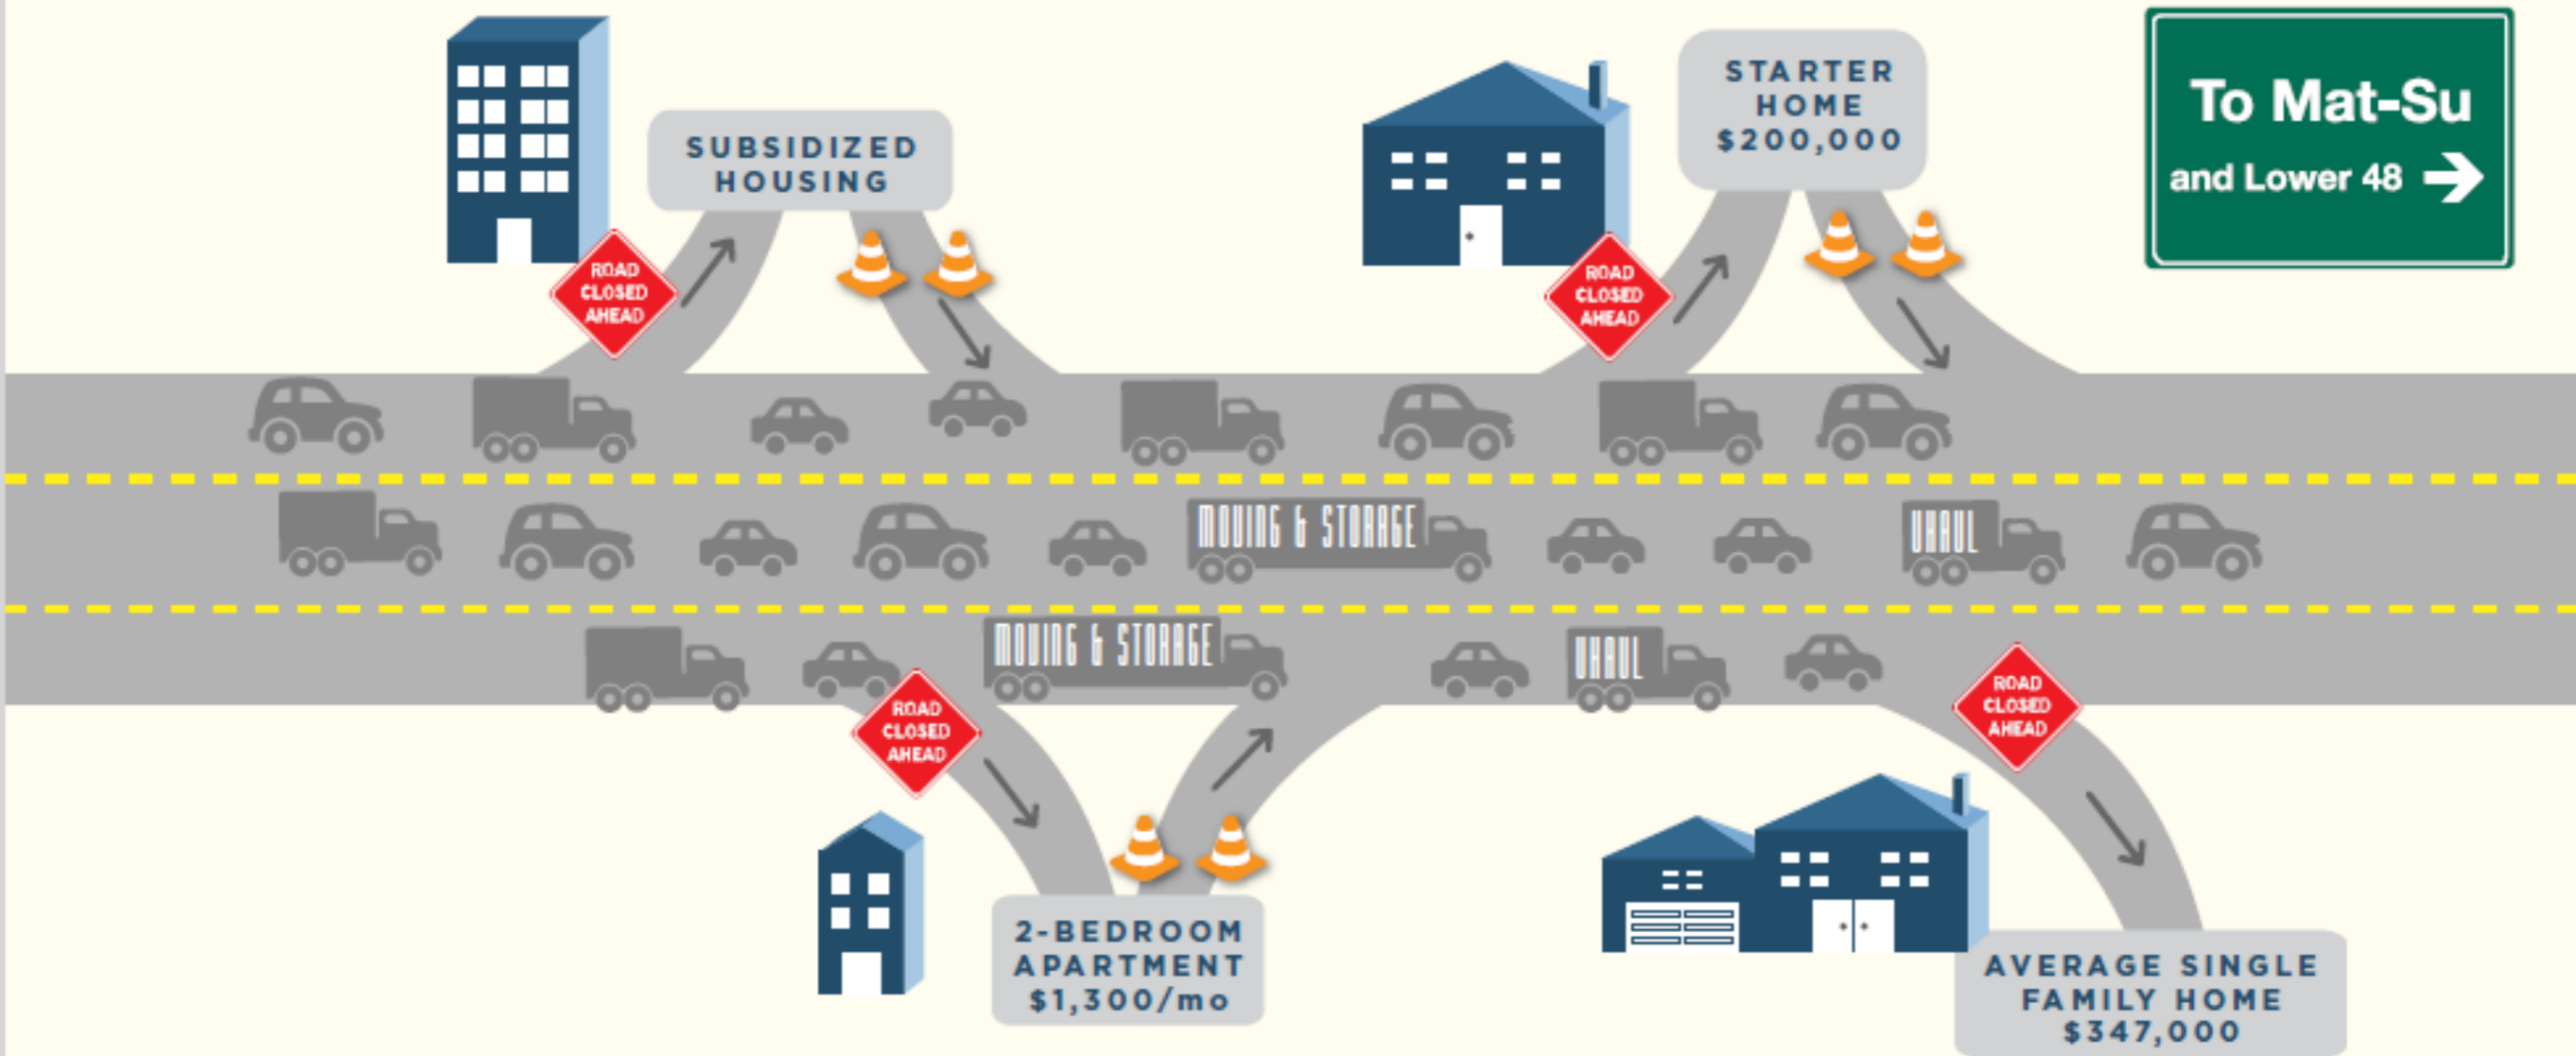 SUBSIDIZED
HOUSING
ROAD
CLOSED
AHEAD
STARTER
HOME
$200,000
ROAD
CLOSED
AHEAD
To Mat-Su
and Lower 48
MOVING & STORAGE
UHAUL
MOVING & STORAGE
UHAUL
ROAD
CLOSED
AHEAD
2-BEDROOM
APARTMENT
$1,300/mo
ROAD
CLOSED
AHEAD
AVERAGE SINGLE
FAMILY HOME
$347,000